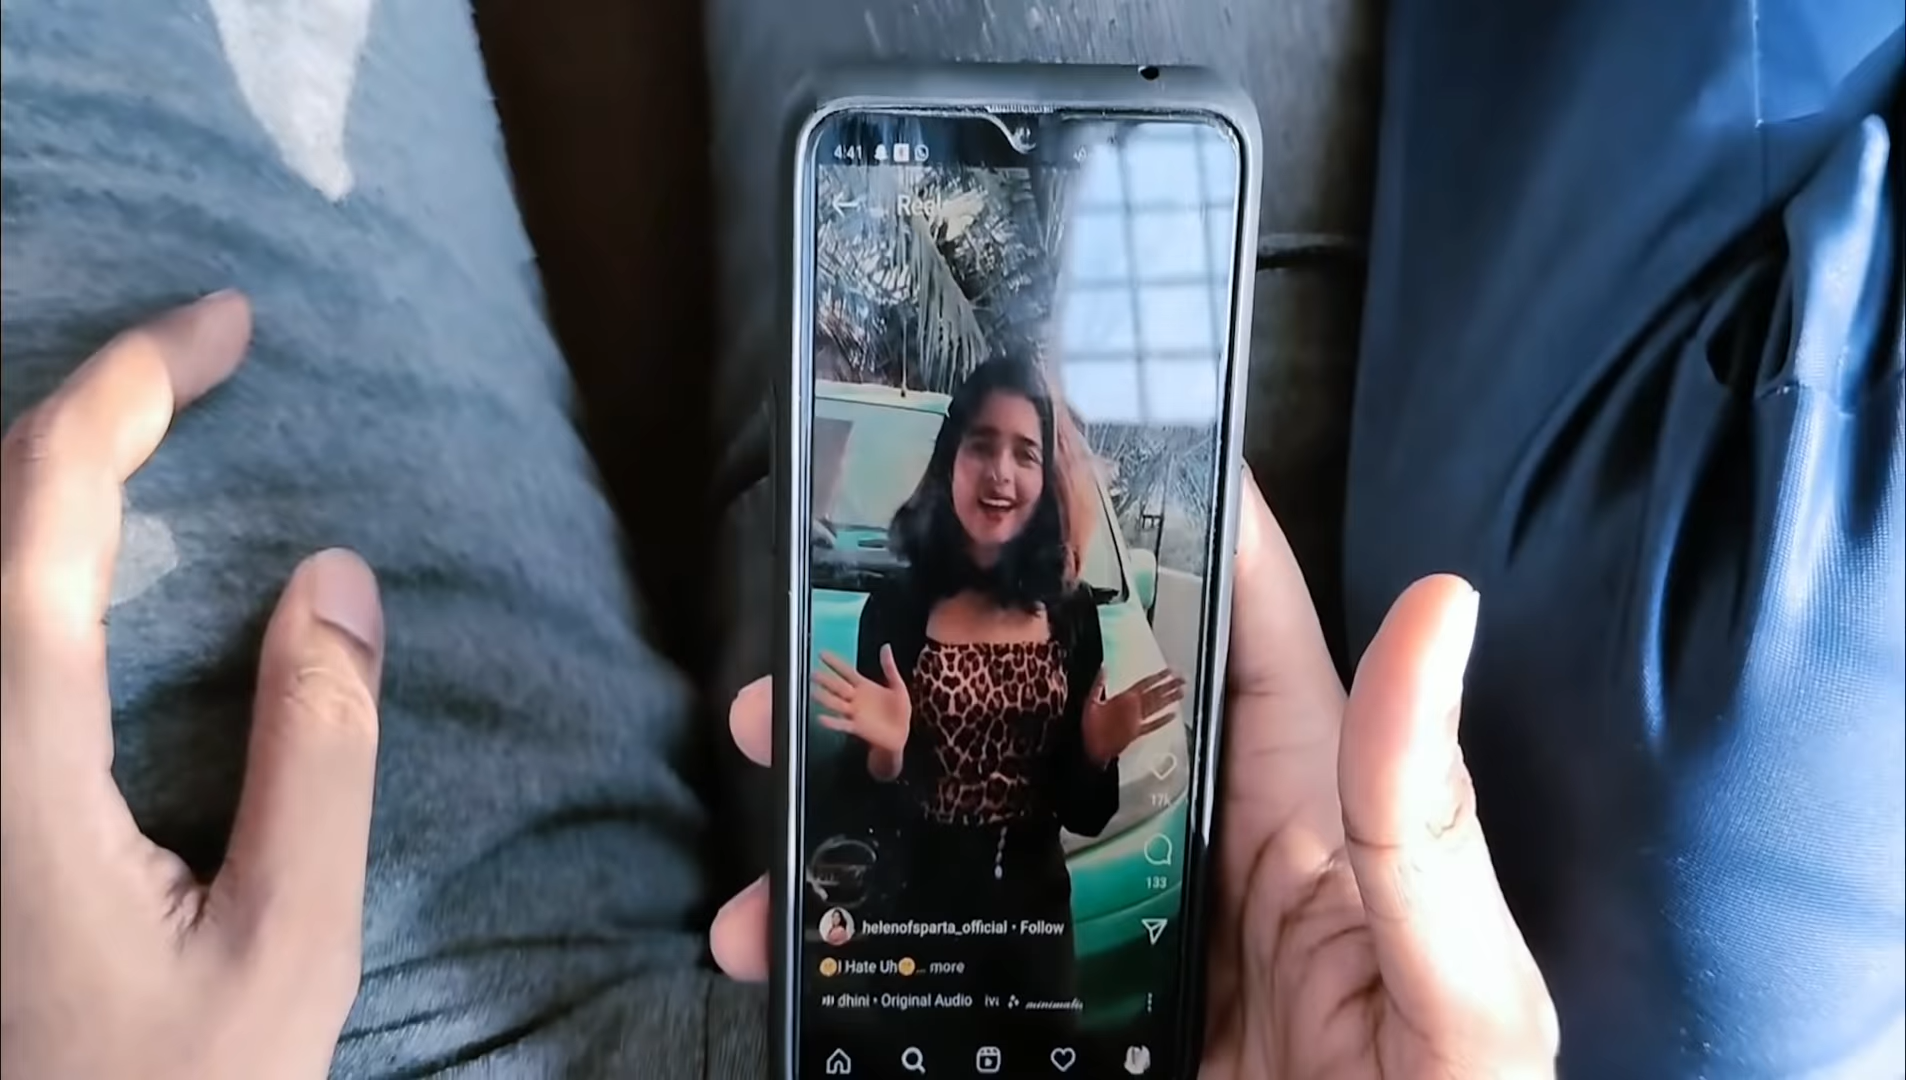 4:41
Reel
17k
133
helenofsparta_official • Follow
🤭I Hate Uh🤭... more
dhini • Original Audio